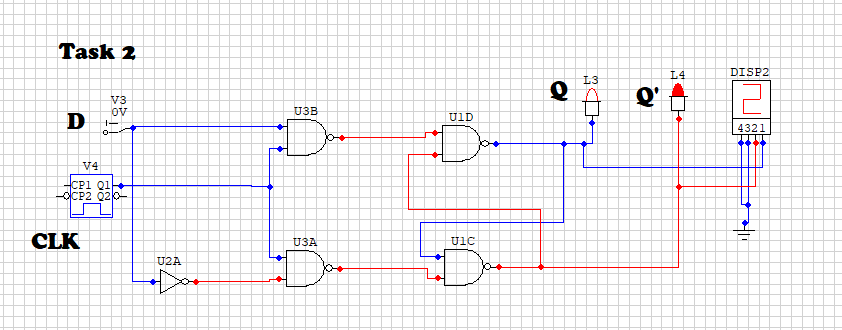 Task 2
Q
L3
L4
Q'
DISP2
2
4321
V3
0V
D
U3B
U1D
V4
CP1 Q1
CP2 Q2
CLK
U3A
U1C
U2A